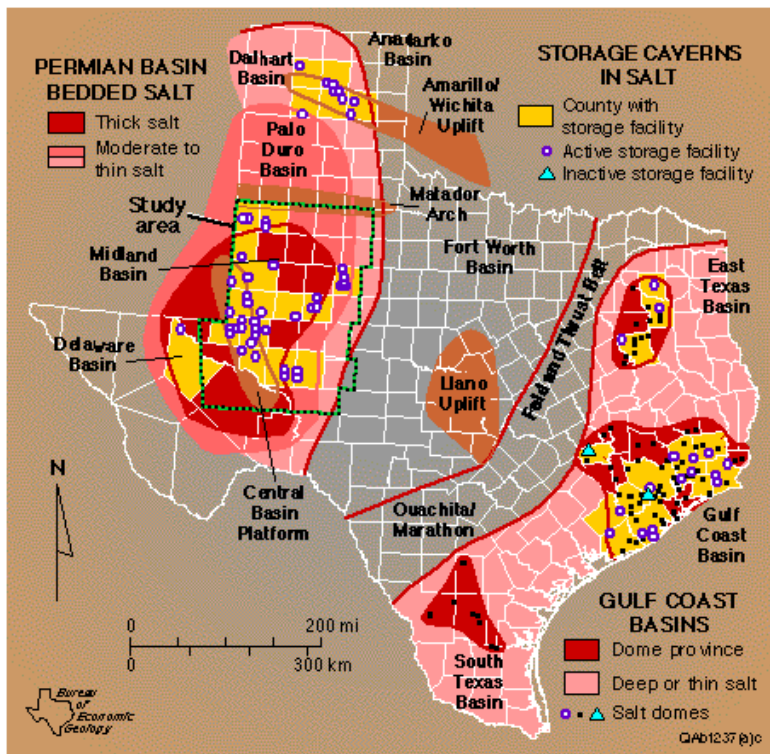 PERMIAN BASIN
BEDDED SALT
Thick salt
Moderate to
thin salt
Dalhart
Basin
Anadarko
Basin
Amarillo/
Wichita
Uplift
STORAGE CAVERNS
IN SALT
County with
storage facility
Active storage facility
Inactive storage facility
Palo
Duro
Basin
Matador
Arch
Study
area
Midland
Basin
Fort Worth
Basin
East
Texas
Basin
Delaware
Basin
Llano
Uplift
Fold and Thrust Belt
N
Central
Basin
Platform
Ouachita/
Marathon
Gulf
Coast
Basin
200 mi
0
0
300 km
South
Texas
Basin
GULF COAST
BASINS
Dome province
Deep or thin salt
Salt domes
Bureau
of
Economic
Geology
QAb1237(a)c